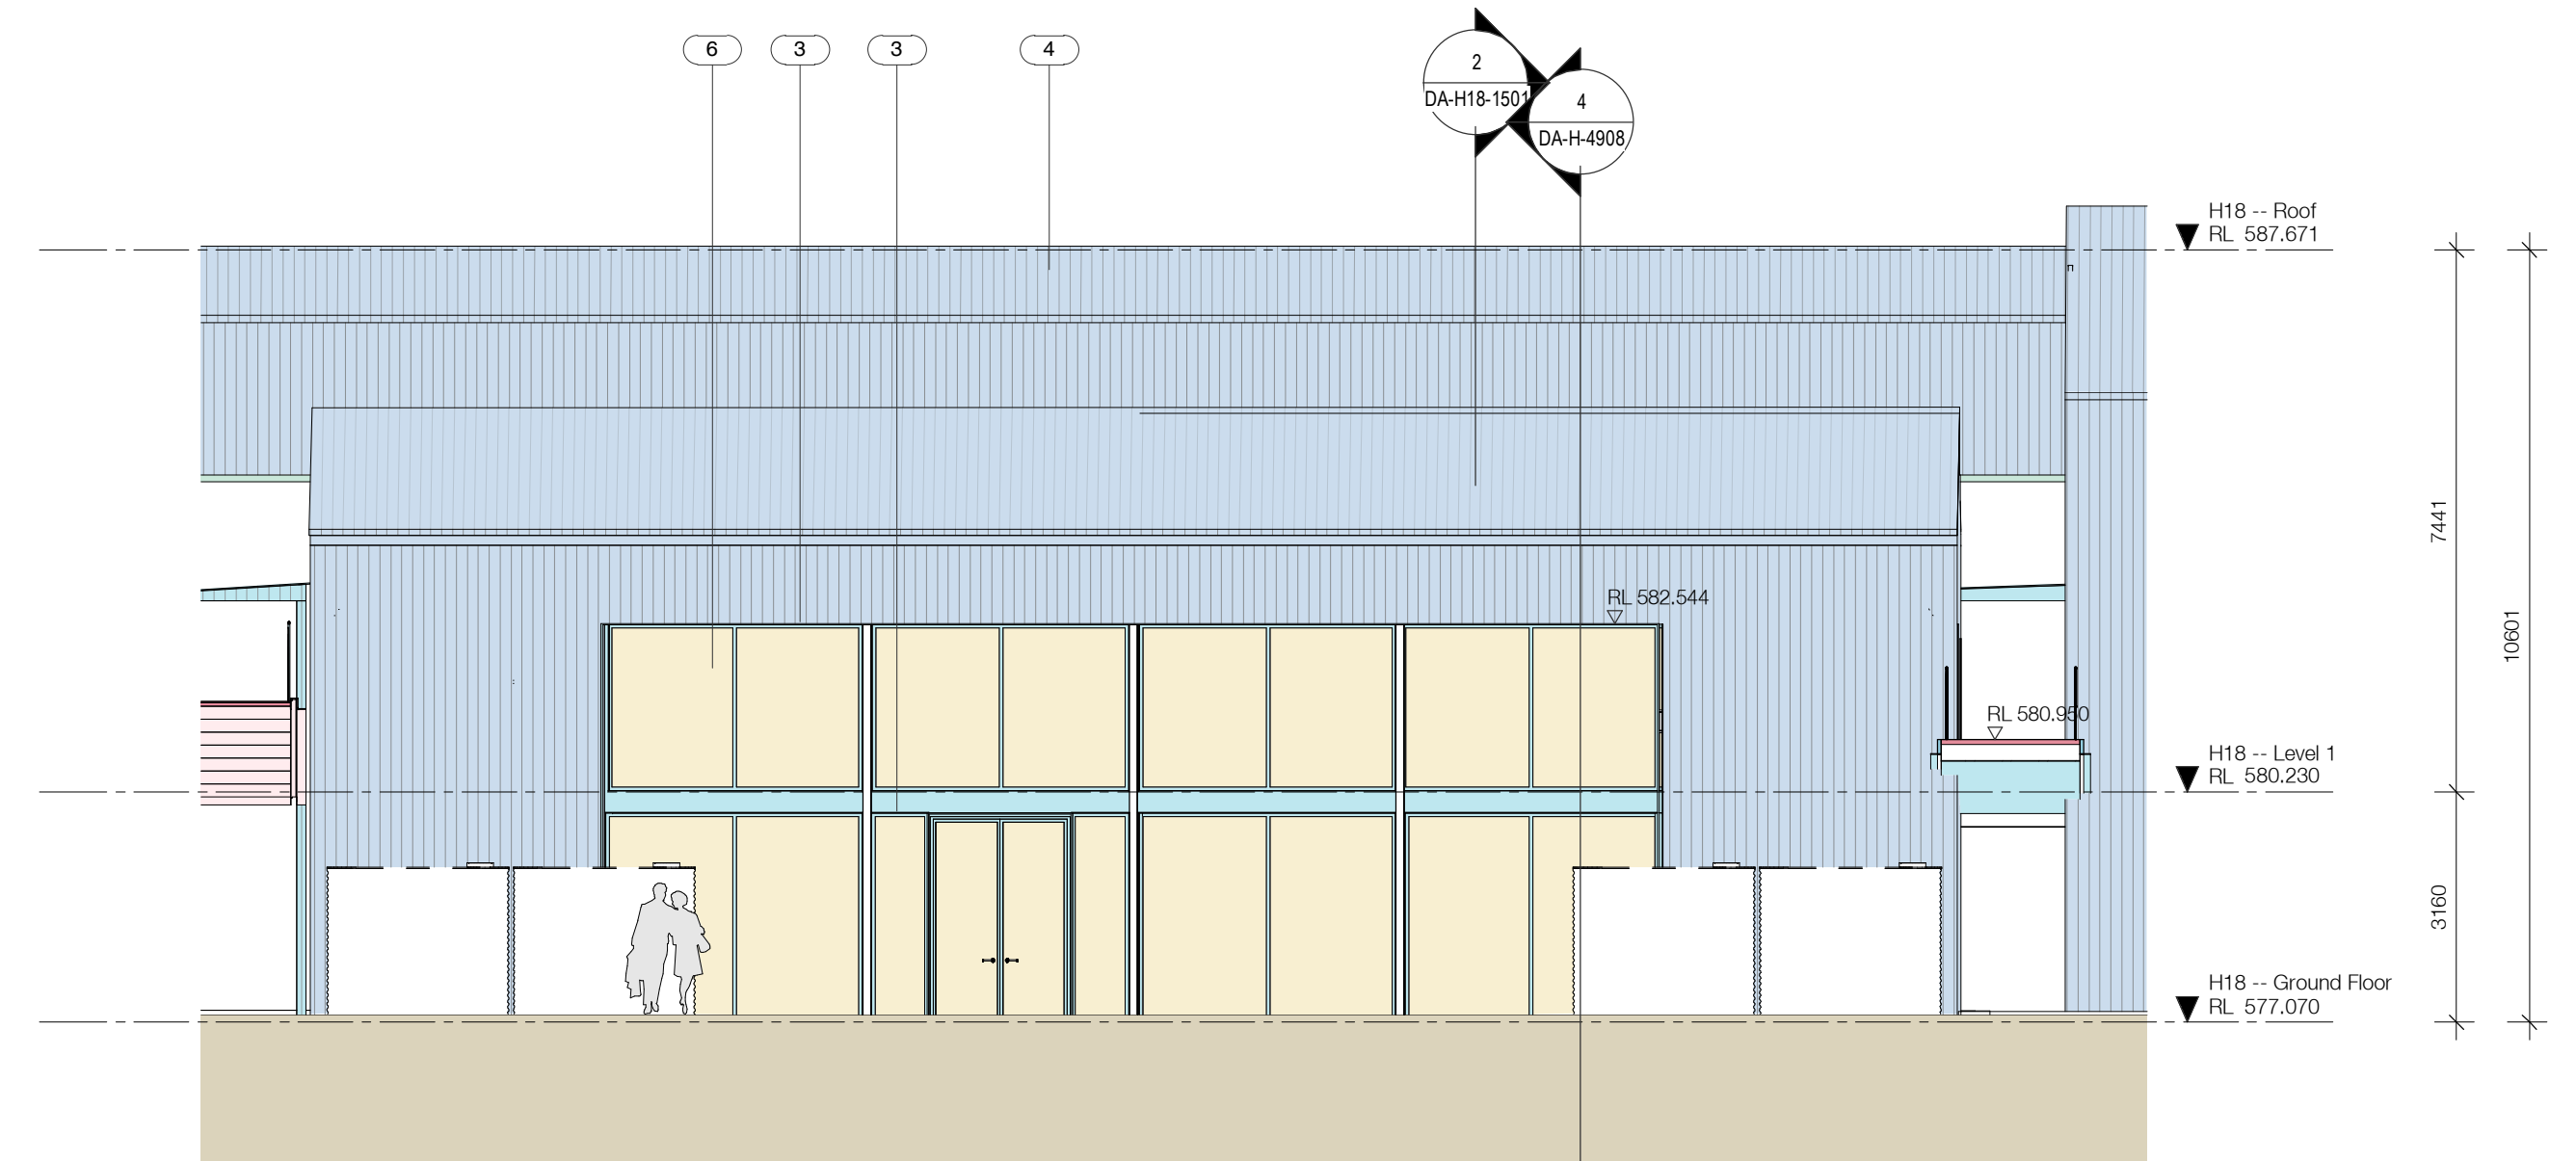 6
3
3
4
2
DA-H18-1501
4
DA-H-4908
H18 -- Roof
RL 587.671
7441
10601
RL 582.544
RL 580.950
H18 -- Level 1
RL 580.230
3160
H18 -- Ground Floor
RL 577.070